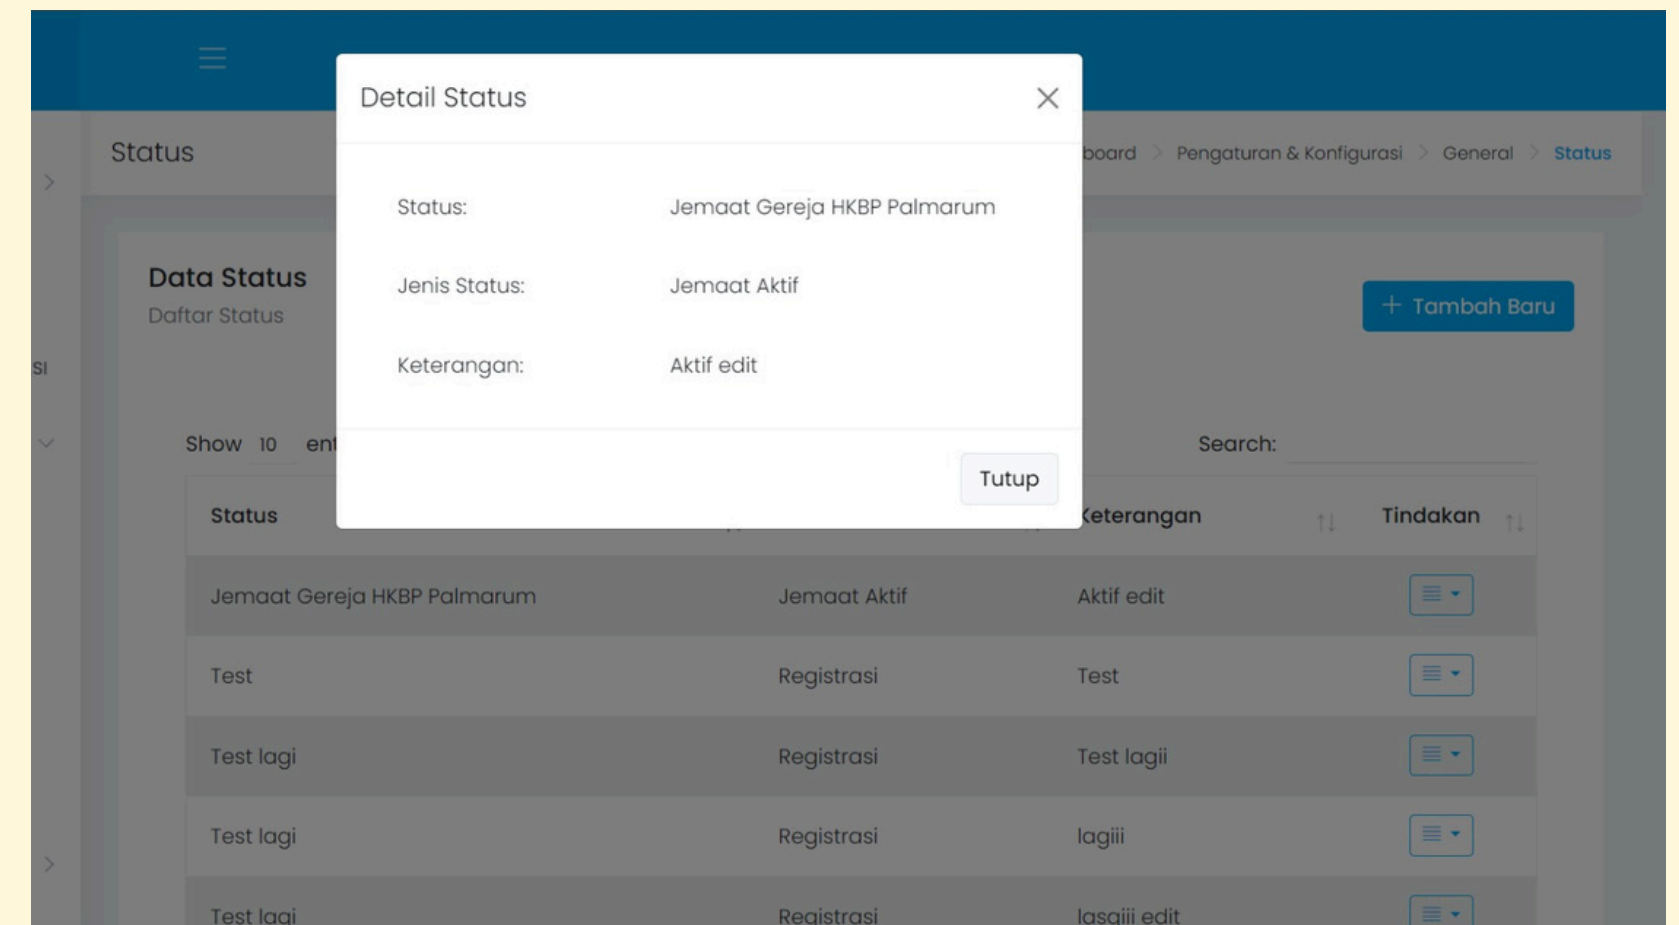 Detail Status
Status
board > Pengaturan & Konfigurasi > General > Status
Status: Jemaat Gereja HKBP Palmarum
Jenis Status: Jemaat Aktif
Keterangan: Aktif edit
Tutup
Data Status
Daftar Status
+ Tambah Baru
SI
Show 10 ent
Search:
Status Keterangan Tindakan
Jemaat Gereja HKBP Palmarum Jemaat Aktif Aktif edit
Test Registrasi Test
Test lagi Registrasi Test lagii
Test lagi Registrasi lagiii
Test lagi Registrasi lasgiii edit